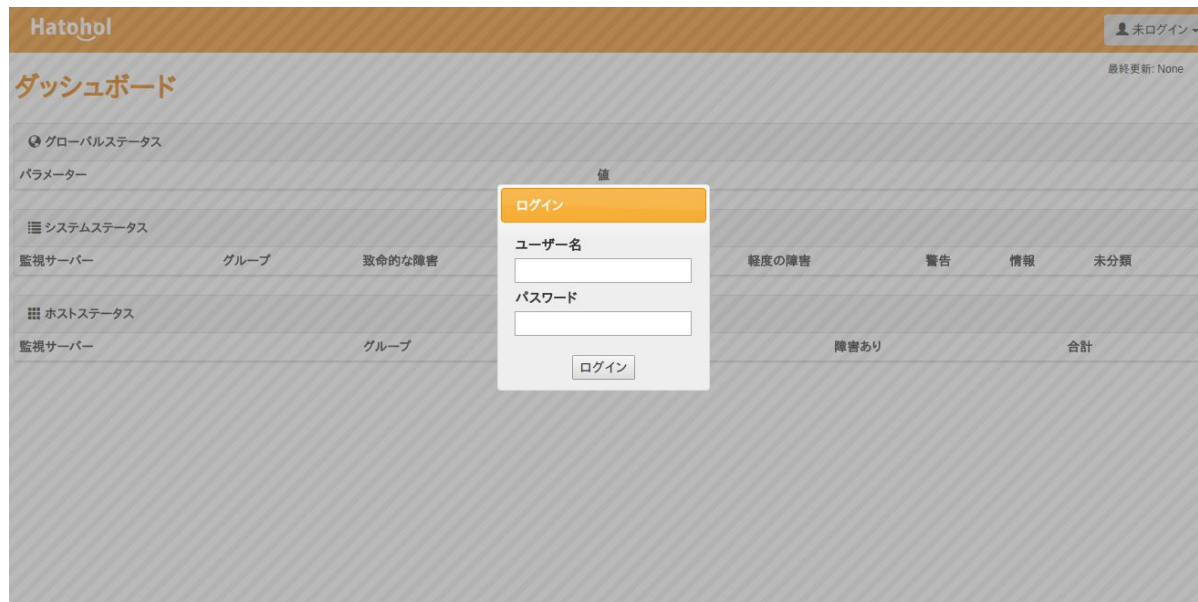 Hatohol
未ログイン
最終更新: None
ダッシュボード
グローバルステータス
パラメーター 値
システムステータス
監視サーバー グループ 致命的な障害 軽度の障害 警告 情報 未分類
ホストステータス
監視サーバー グループ 障害あり 合計
ログイン
ユーザー名
パスワード
ログイン